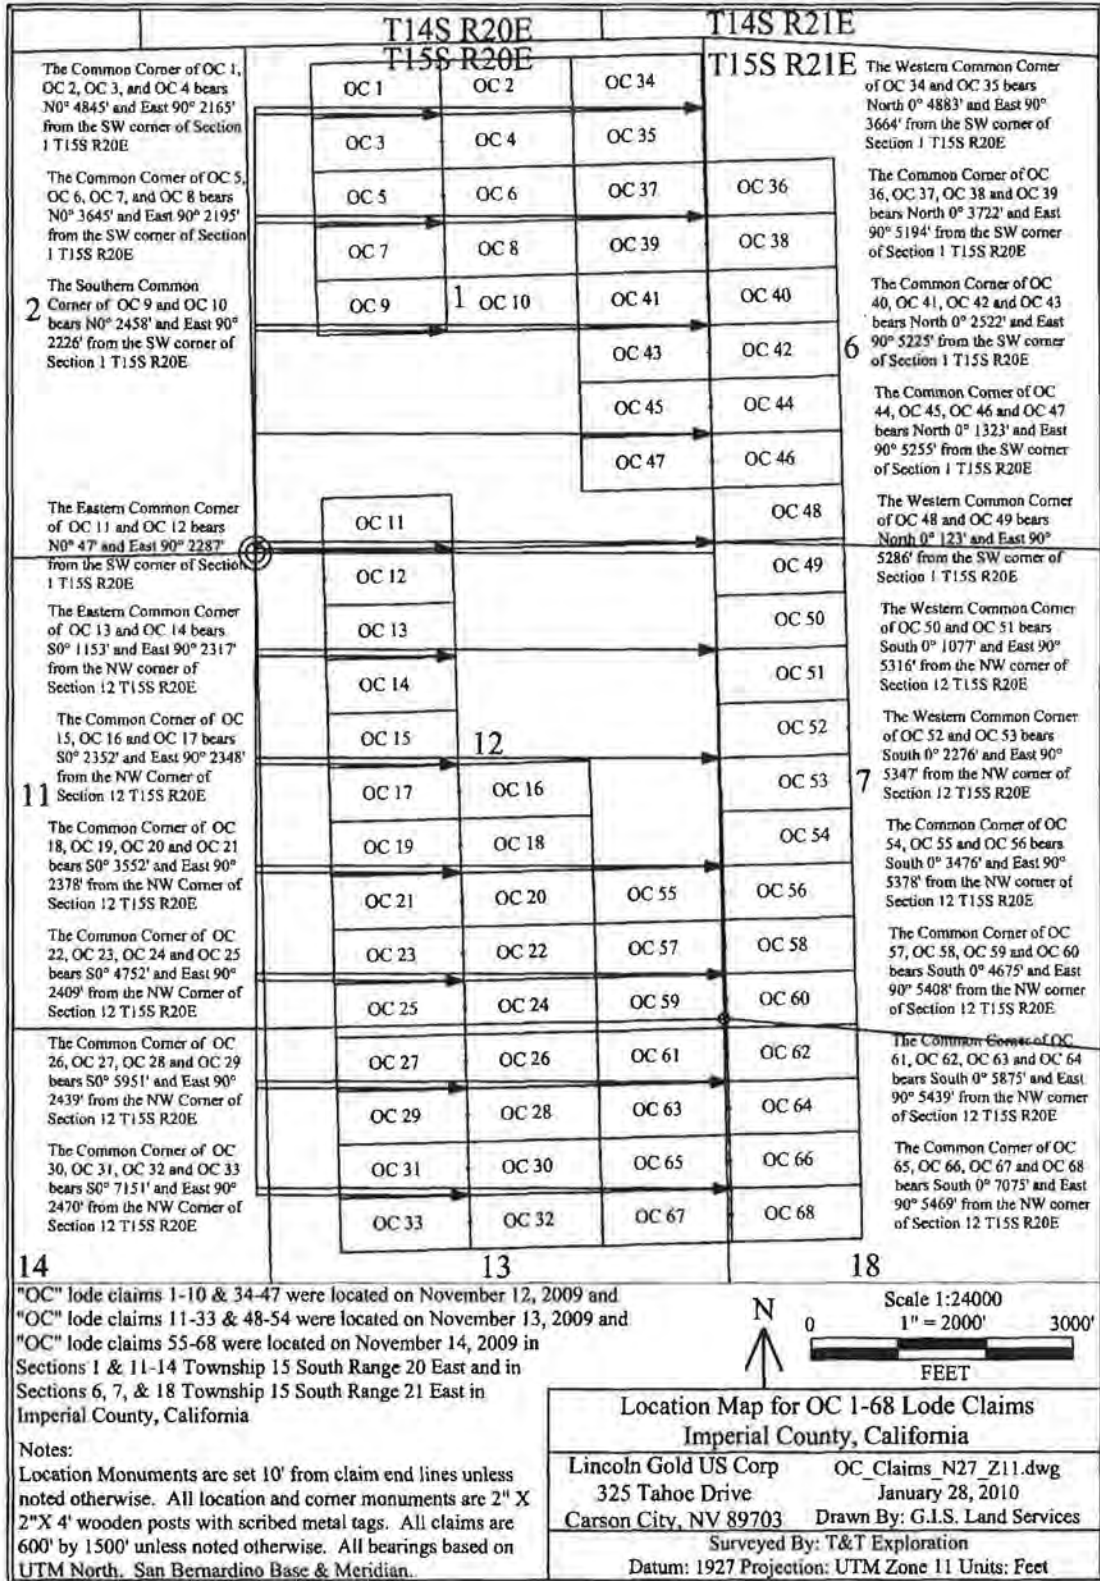 T14S R20E
T14S R21E
T15S R20E
T15S R21E
The Common Corner of OC 1,
OC 2, OC 3, and OC 4 bears
N0° 4845' and East 90° 2165'
from the SW corner of Section
1 T15S R20E
The Common Corner of OC 5,
OC 6, OC 7, and OC 8 bears
N0° 3645' and East 90° 2195'
from the SW corner of Section
1 T15S R20E
The Southern Common
Corner of OC 9 and OC 10
bears N0° 2458' and East 90°
2226' from the SW corner of
Section 1 T15S R20E
2
The Eastern Common Corner
of OC 11 and OC 12 bears
N0° 47' and East 90° 2287'
from the SW corner of Section
1 T15S R20E
The Eastern Common Corner
of OC 13 and OC 14 bears
S0° 1153' and East 90° 2317'
from the NW corner of
Section 12 T15S R20E
The Common Corner of OC
15, OC 16 and OC 17 bears
S0° 2352' and East 90° 2348'
from the NW Corner of
Section 12 T15S R20E
11
The Common Corner of OC
18, OC 19, OC 20 and OC 21
bears S0° 3552' and East 90°
2378' from the NW Corner of
Section 12 T15S R20E
The Common Corner of OC
22, OC 23, OC 24 and OC 25
bears S0° 4752' and East 90°
2409' from the NW Corner of
Section 12 T15S R20E
The Common Corner of OC
26, OC 27, OC 28 and OC 29
bears S0° 5951' and East 90°
2439' from the NW Corner of
Section 12 T15S R20E
The Common Corner of OC
30, OC 31, OC 32 and OC 33
bears S0° 7151' and East 90°
2470' from the NW Corner of
Section 12 T15S R20E
OC 1 OC 2 OC 34
OC 3 OC 4 OC 35
OC 5 OC 6 OC 37 OC 36
OC 7 OC 8 OC 39 OC 38
OC 9 1 OC 10 OC 41 OC 40
OC 43 OC 42 6
OC 45 OC 44
OC 47 OC 46
OC 11 OC 48
OC 12 OC 49
OC 13 OC 50
OC 14 OC 51
OC 15 12 OC 52
OC 17 OC 16 OC 53 7
OC 19 OC 18 OC 54
OC 21 OC 20 OC 55 OC 56
OC 23 OC 22 OC 57 OC 58
OC 25 OC 24 OC 59 OC 60
OC 27 OC 26 OC 61 OC 62
OC 29 OC 28 OC 63 OC 64
OC 31 OC 30 OC 65 OC 66
OC 33 OC 32 OC 67 OC 68
The Western Common Corner
of OC 34 and OC 35 bears
North 0° 4883' and East 90°
3664' from the SW corner of
Section 1 T15S R20E
The Common Corner of OC
36, OC 37, OC 38 and OC 39
bears North 0° 3722' and East
90° 5194' from the SW corner
of Section 1 T15S R20E
The Common Corner of OC
40, OC 41, OC 42 and OC 43
bears North 0° 2522' and East
90° 5225' from the SW corner
of Section 1 T15S R20E
The Common Corner of OC
44, OC 45, OC 46 and OC 47
bears North 0° 1323' and East
90° 5255' from the SW corner
of Section 1 T15S R20E
The Western Common Corner
of OC 48 and OC 49 bears
North 0° 123' and East 90°
5286' from the SW corner of
Section 1 T15S R20E
The Western Common Corner
of OC 50 and OC 51 bears
South 0° 1077' and East 90°
5316' from the NW corner of
Section 12 T15S R20E
The Western Common Corner
of OC 52 and OC 53 bears
South 0° 2276' and East 90°
5347' from the NW corner of
Section 12 T15S R20E
The Common Corner of OC
54, OC 55 and OC 56 bears
South 0° 3476' and East 90°
5378' from the NW corner of
Section 12 T15S R20E
The Common Corner of OC
57, OC 58, OC 59 and OC 60
bears South 0° 4675' and East
90° 5408' from the NW corner
of Section 12 T15S R20E
The Common Corner of OC
61, OC 62, OC 63 and OC 64
bears South 0° 5875' and East
90° 5439' from the NW corner
of Section 12 T15S R20E
The Common Corner of OC
65, OC 66, OC 67 and OC 68
bears South 0° 7075' and East
90° 5469' from the NW corner
of Section 12 T15S R20E
14 13 18
"OC" lode claims 1-10 & 34-47 were located on November 12, 2009 and
"OC" lode claims 11-33 & 48-54 were located on November 13, 2009 and
"OC" lode claims 55-68 were located on November 14, 2009 in
Sections 1 & 11-14 Township 15 South Range 20 East and in
Sections 6, 7, & 18 Township 15 South Range 21 East in
Imperial County, California
Notes:
Location Monuments are set 10' from claim end lines unless
noted otherwise. All location and corner monuments are 2" X
2"X 4' wooden posts with scribed metal tags. All claims are
600' by 1500' unless noted otherwise. All bearings based on
UTM North. San Bernardino Base & Meridian.
N
Scale 1:24000
0 1" = 2000' 3000'
FEET
Location Map for OC 1-68 Lode Claims
Imperial County, California
Lincoln Gold US Corp
325 Tahoe Drive
Carson City, NV 89703
OC_Claims_N27_Z11.dwg
January 28, 2010
Drawn By: G.I.S. Land Services
Surveyed By: T&T Exploration
Datum: 1927 Projection: UTM Zone 11 Units: Feet